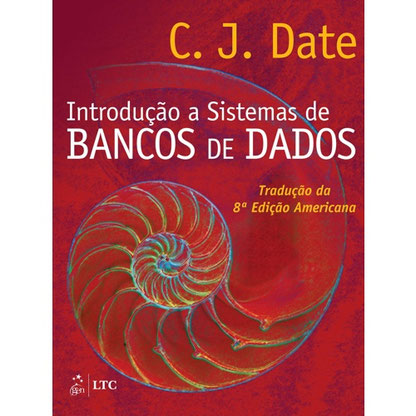 C. J. Date
Introdução a Sistemas de
BANCOS DE DADOS
Tradução da
8ª Edição Americana
LTC